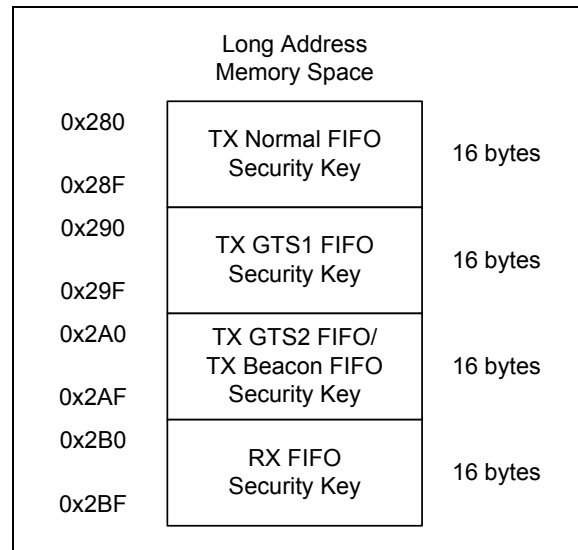 Long Address
Memory Space
0x280
TX Normal FIFO
Security Key
16 bytes
0x28F
0x290
TX GTS1 FIFO
Security Key
16 bytes
0x29F
0x2A0
TX GTS2 FIFO/
TX Beacon FIFO
Security Key
16 bytes
0x2AF
0x2B0
RX FIFO
Security Key
16 bytes
0x2BF